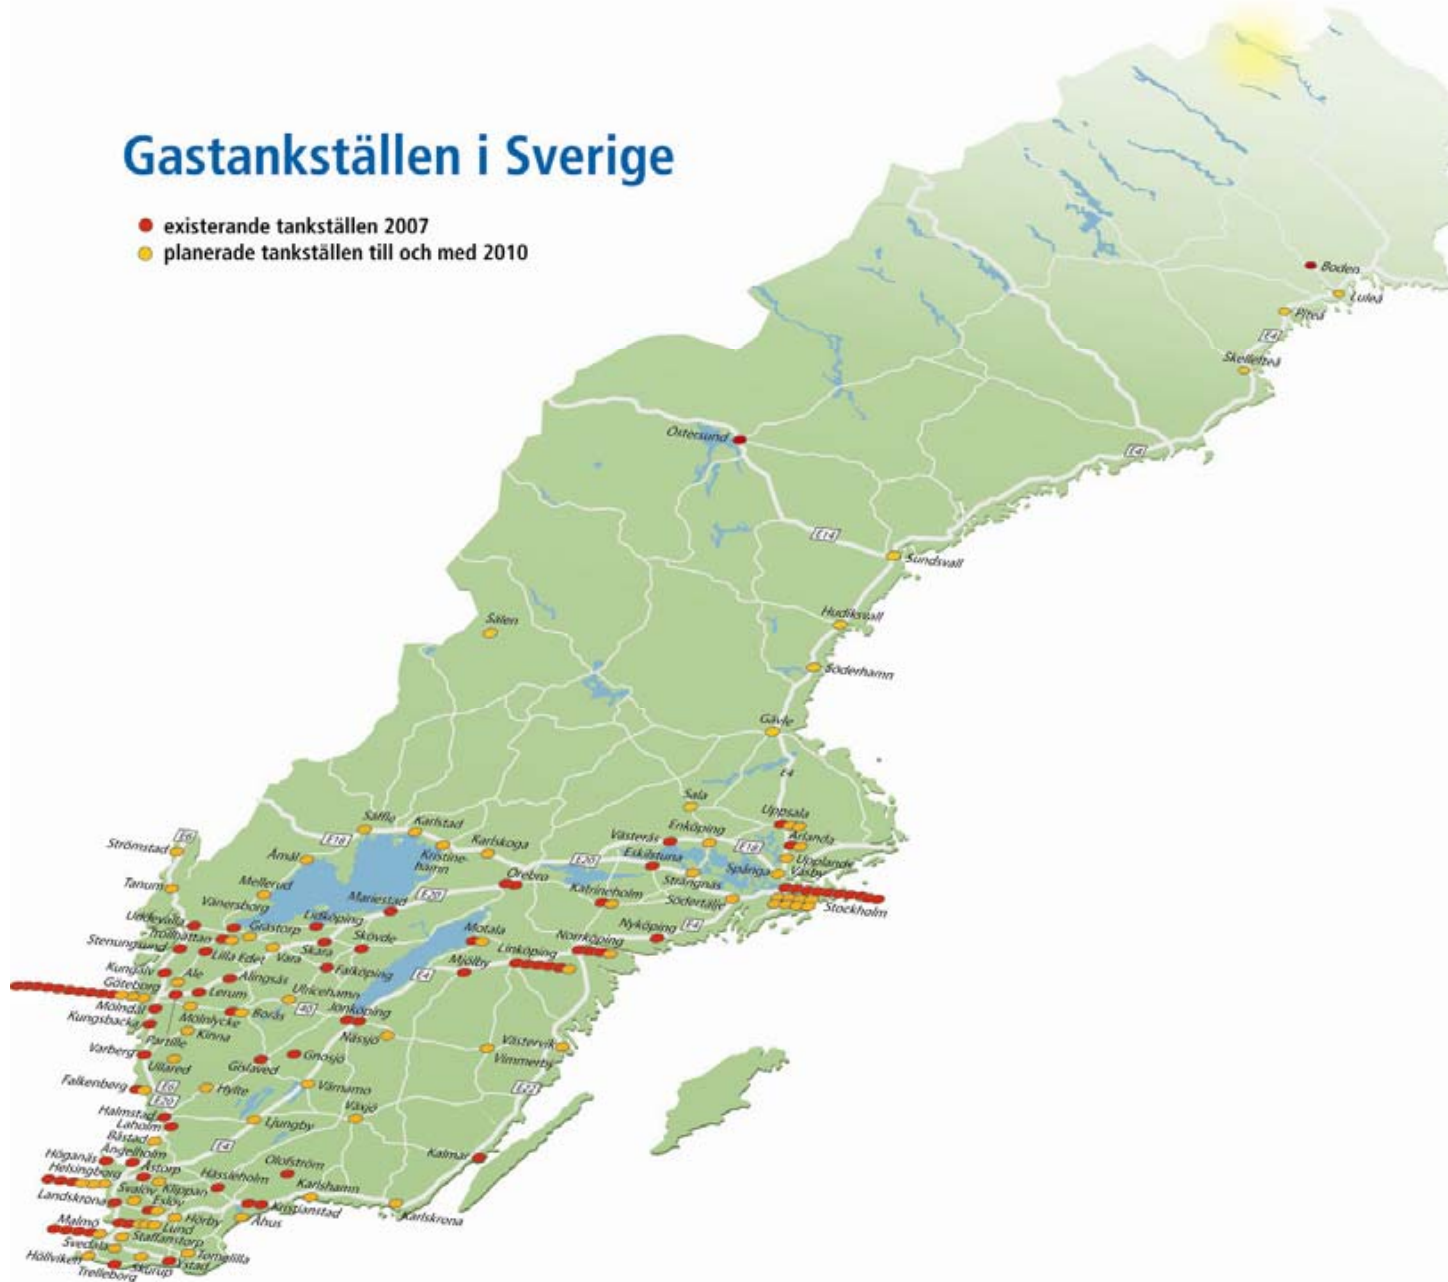 Gastankställen i Sverige
existerande tankställen 2007
planerade tankställen till och med 2010
Boden
Luleå
Piteå
E4
Skellefteå
Östersund
E4
E14
Sundsvall
Hudiksvall
Sälen
Söderhamn
Gävle
E4
Sala
Uppsala
Säffle
Karlstad
E6
E18
Västerås
Enköping
Arlanda
Strömstad
Karlskoga
E18
Kristine-
hamn
Åmål
E20
Eskilstuna
Upplands
Väsby
Spånga
Tanum
Mellerud
Örebro
Strängnäs
E20
Katrineholm
Södertälje
Vänersborg
Mariestad
Stockholm
Uddevalla
Lidköping
Trollhättan
Grästorp
Motala
Nyköping
E4
Stenungsund
Skövde
Norrköping
Lilla Edet
Vara
Skara
Linköping
Kungälv
Ale
Alingsås
Falköping
E4
Mjölby
Göteborg
Lerum
Ulricehamn
Mölndal
40
Jönköping
Kungsbacka
Mölnlycke
Borås
Kinna
Nässjö
Partille
Västervik
Varberg
Gnosjö
Vimmerby
Ullared
Gislaved
Falkenberg
E6
Hylte
Värnamo
E22
E20
Halmstad
Växjö
Laholm
Ljungby
Båstad
E4
Ängelholm
Kalmar
Höganäs
Åstorp
Olofström
Helsingborg
Hässleholm
Klippan
Svalöv
Karlshamn
Landskrona
Eslöv
Kristianstad
Karlskrona
Hörby
Åhus
Malmö
Lund
Staffanstorp
Svedala
Tomelilla
Höllviken
Skurup
Ystad
Trelleborg